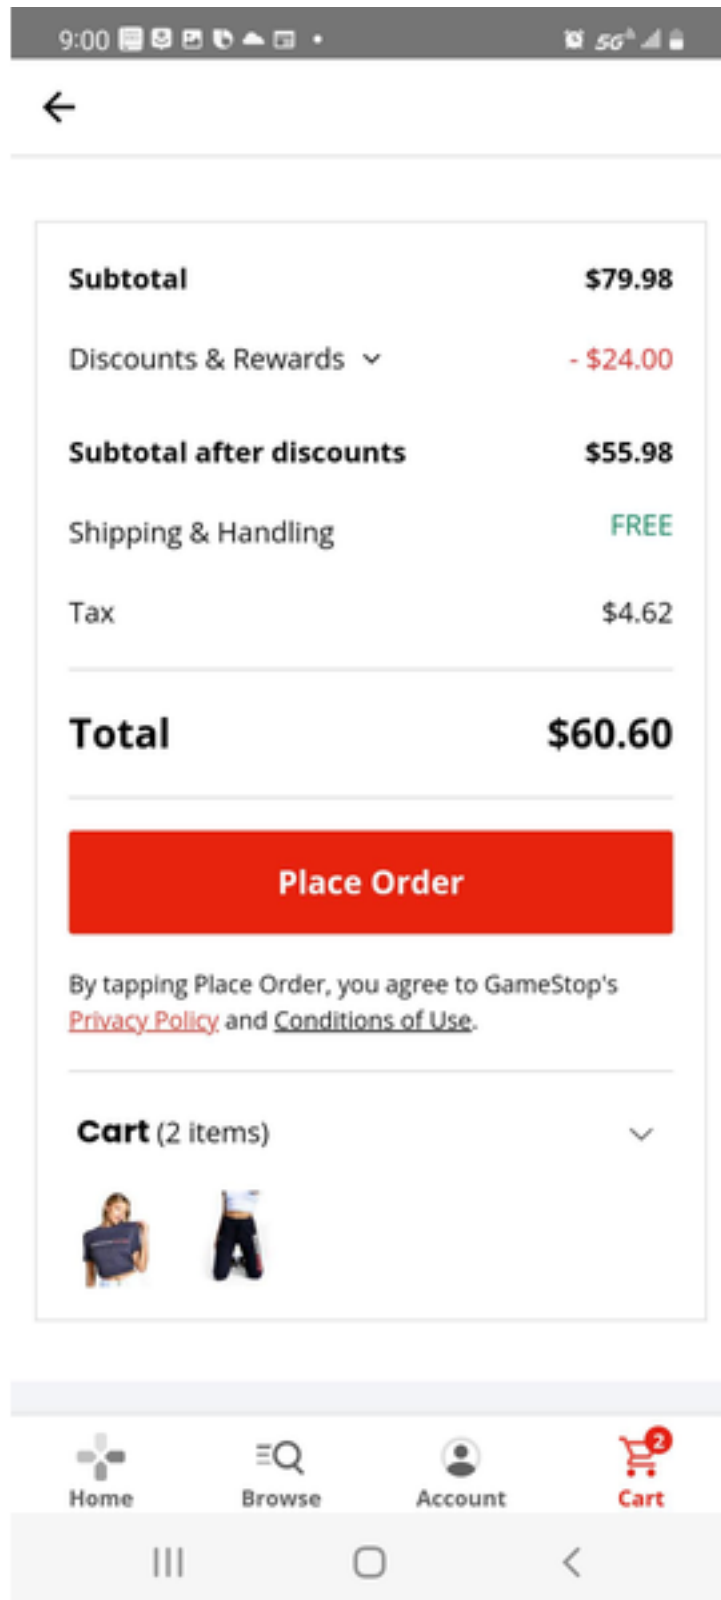 9:00 5G
Subtotal $79.98
Discounts & Rewards - $24.00
Subtotal after discounts $55.98
Shipping & Handling FREE
Tax $4.62
Total $60.60
Place Order
By tapping Place Order, you agree to GameStop's
Privacy Policy and Conditions of Use.
Cart (2 items)
2
Home Browse Account Cart